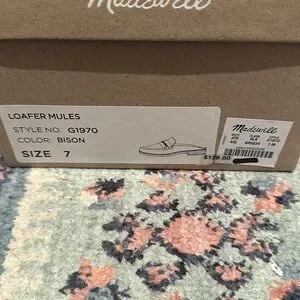 Madewell
LOAFER MULES
STYLE NO. G1970
COLOR: BISON
SIZE 7
Madewell
$128.00